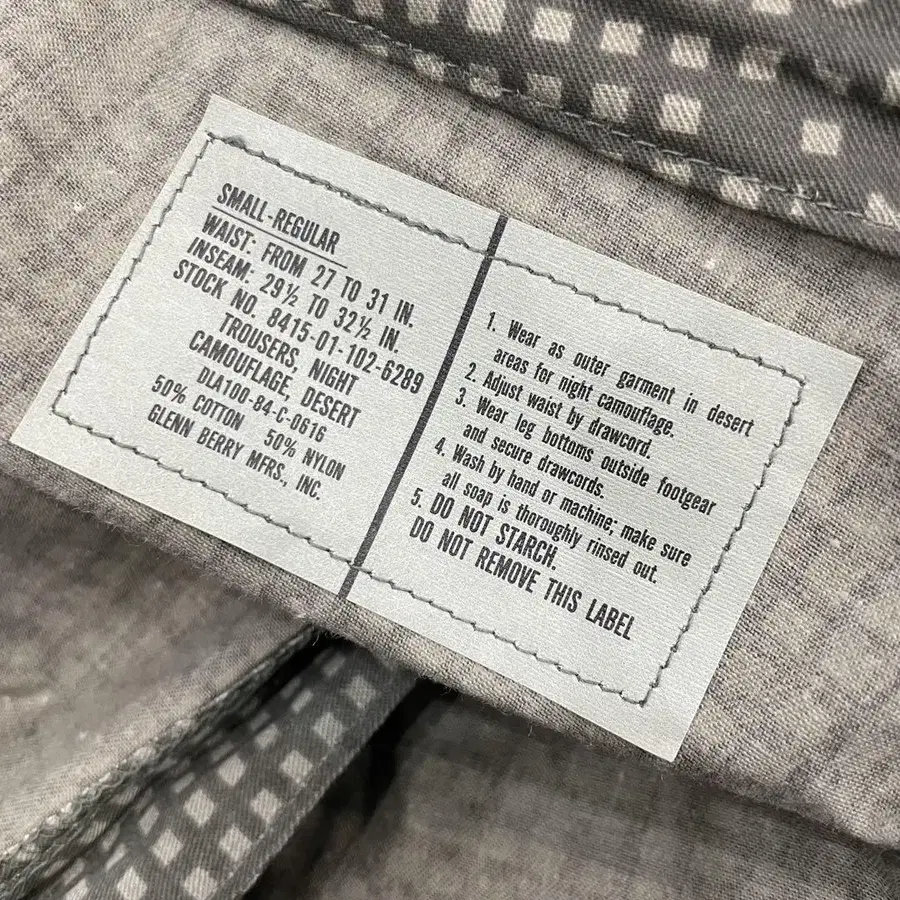 SMALL-REGULAR
WAIST: FROM 27 TO 31 IN.
INSEAM: 29½ TO 32½ IN.
STOCK NO. 8415-01-102-6289
TROUSERS, NIGHT
CAMOUFLAGE, DESERT
DLA100-84-C-0616
50% COTTON 50% NYLON
GLENN BERRY MFRS., INC.
1. Wear as outer garment in desert
areas for night camouflage.
2. Adjust waist by drawcord.
3. Wear leg bottoms outside footgear
and secure drawcords.
4. Wash by hand or machine; make sure
all soap is thoroughly rinsed out.
5. DO NOT STARCH.
DO NOT REMOVE THIS LABEL